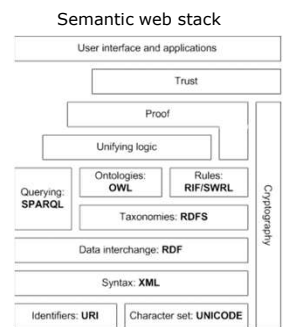 Semantic web stack
User interface and applications
Trust
Proof
Unifying logic
Querying:
SPARQL
Ontologies:
OWL
Rules:
RIF/SWRL
Taxonomies: RDFS
Cryptography
Data interchange: RDF
Syntax: XML
Identifiers: URI
Character set: UNICODE